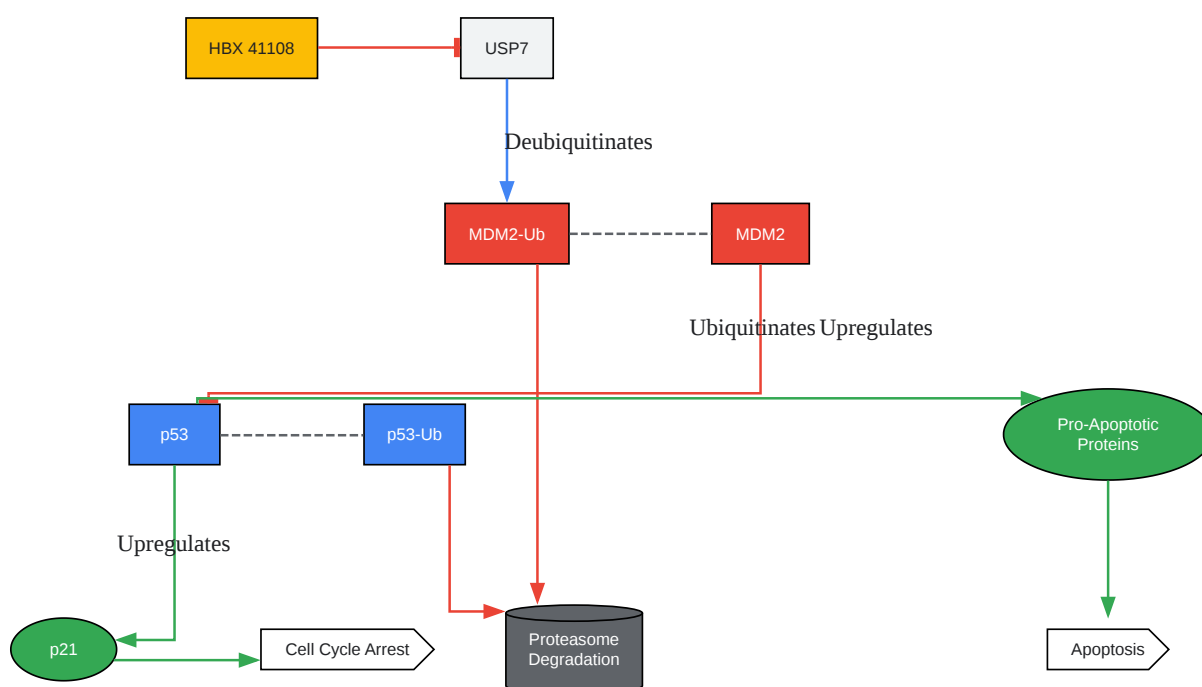 HBX 41108
USP7
Deubiquitinates
MDM2-Ub
MDM2
Ubiquitinates
Upregulates
p53
p53-Ub
Pro-Apoptotic
Proteins
Upregulates
p21
Cell Cycle Arrest
Proteasome
Degradation
Apoptosis